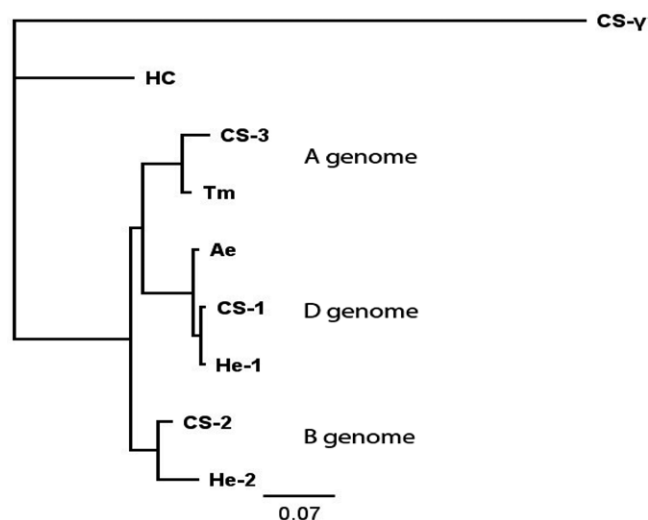 CS-γ
HC
CS-3
A genome
Tm
Ae
CS-1
D genome
He-1
CS-2
B genome
He-2
0.07